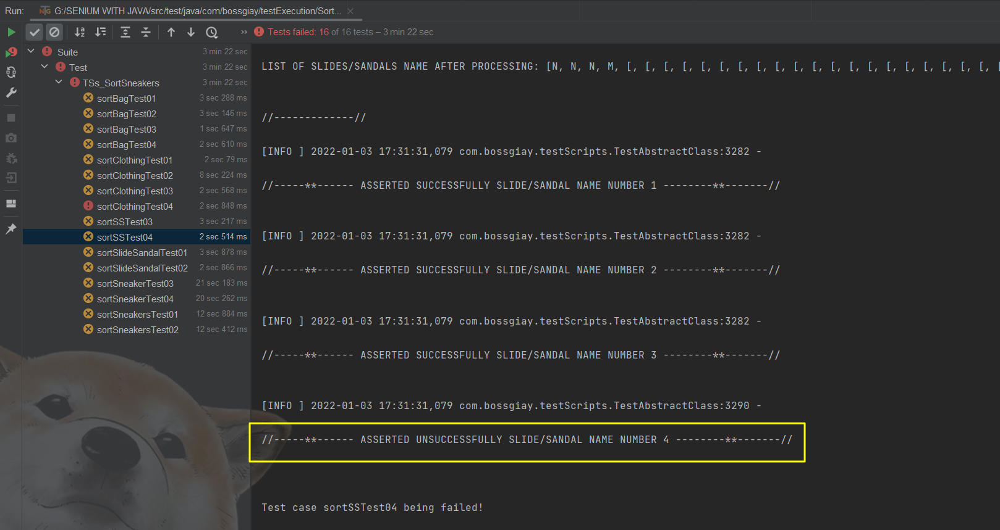 Run: G:/SENIUM WITH JAVA/src/test/java/com/bossgiay/testExecution/Sort...
Tests failed: 16 of 16 tests – 3 min 22 sec
Suite 3 min 22 sec
Test 3 min 22 sec
TSs_SortSneakers 3 min 22 sec
sortBagTest01 3 sec 288 ms
sortBagTest02 3 sec 146 ms
sortBagTest03 1 sec 647 ms
sortBagTest04 2 sec 610 ms
sortClothingTest01 2 sec 79 ms
sortClothingTest02 8 sec 224 ms
sortClothingTest03 2 sec 568 ms
sortClothingTest04 2 sec 848 ms
sortSSTest03 3 sec 217 ms
sortSSTest04 2 sec 514 ms
sortSlideSandalTest01 3 sec 878 ms
sortSlideSandalTest02 2 sec 866 ms
sortSneakerTest03 21 sec 183 ms
sortSneakerTest04 20 sec 262 ms
sortSneakersTest01 12 sec 884 ms
sortSneakersTest02 12 sec 412 ms
LIST OF SLIDES/SANDALS NAME AFTER PROCESSING: [N, N, N, M, [, [, [, [, [, [, [, [, [, [, [, [, [, [, [, [, [, [, [, [, [
//-------------//
[INFO ] 2022-01-03 17:31:31,079 com.bossgiay.testScripts.TestAbstractClass:3282 -
//-----**------ ASSERTED SUCCESSFULLY SLIDE/SANDAL NAME NUMBER 1 --------**-------//
[INFO ] 2022-01-03 17:31:31,079 com.bossgiay.testScripts.TestAbstractClass:3282 -
//-----**------ ASSERTED SUCCESSFULLY SLIDE/SANDAL NAME NUMBER 2 --------**-------//
[INFO ] 2022-01-03 17:31:31,079 com.bossgiay.testScripts.TestAbstractClass:3282 -
//-----**------ ASSERTED SUCCESSFULLY SLIDE/SANDAL NAME NUMBER 3 --------**-------//
[INFO ] 2022-01-03 17:31:31,079 com.bossgiay.testScripts.TestAbstractClass:3290 -
//-----**------ ASSERTED UNSUCCESSFULLY SLIDE/SANDAL NAME NUMBER 4 --------**-------//
Test case sortSSTest04 being failed!